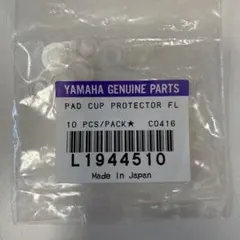 YAMAHA GENUINE PARTS
PAD CUP PROTECTOR FL
10 PCS/PACK★ C0416
L1944510
Made in Japan